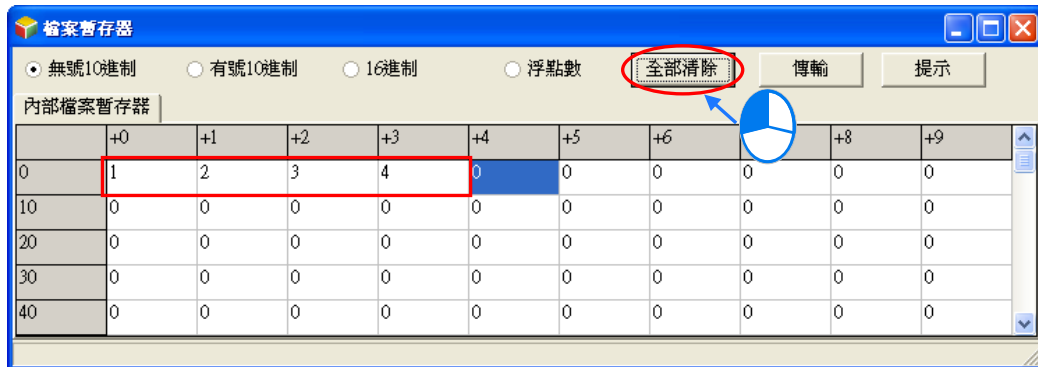 檔案暫存器
無號10進制 有號10進制 16進制 浮點數 全部清除 傳輸 提示
內部檔案暫存器
+0 +1 +2 +3 +4 +5 +6 +8 +9
0 1 2 3 4 0 0 0 0 0 0
10 0 0 0 0 0 0 0 0 0 0
20 0 0 0 0 0 0 0 0 0 0
30 0 0 0 0 0 0 0 0 0 0
40 0 0 0 0 0 0 0 0 0 0